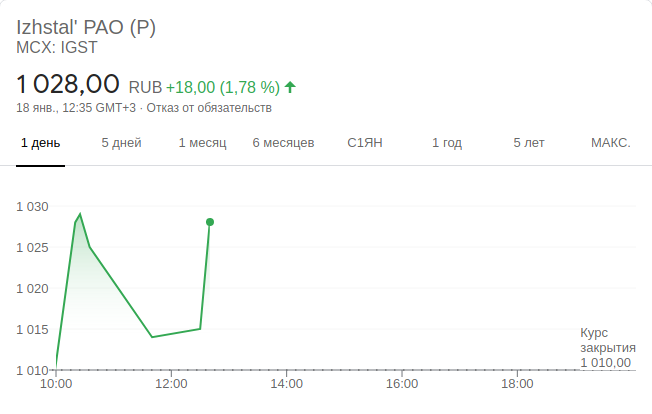 Izhstal' PAO (P)
MCX: IGST
1 028,00 RUB +18,00 (1,78 %)
18 янв., 12:35 GMT+3 · Отказ от обязательств
1 день 5 дней 1 месяц 6 месяцев С1ЯН 1 год 5 лет МАКС.
1 030
1 025
1 020
1 015
1 010
Курс
закрытия
1 010,00
10:00 12:00 14:00 16:00 18:00